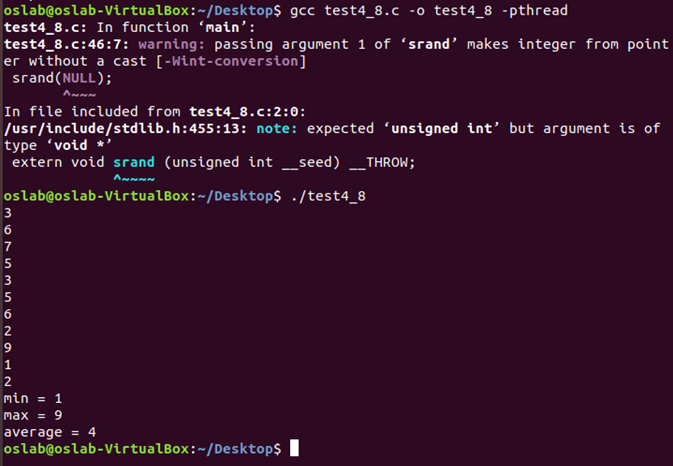 oslab@oslab-VirtualBox:~/Desktop$ gcc test4_8.c -o test4_8 -pthread
test4_8.c: In function ‘main’:
test4_8.c:46:7: warning: passing argument 1 of ‘srand’ makes integer from point
er without a cast [-Wint-conversion]
 srand(NULL);
       ^~~~
In file included from test4_8.c:2:0:
/usr/include/stdlib.h:455:13: note: expected ‘unsigned int’ but argument is of
type ‘void *’
 extern void srand (unsigned int __seed) __THROW;
             ^~~~~
oslab@oslab-VirtualBox:~/Desktop$ ./test4_8
3
6
7
5
3
5
6
2
9
1
2
min = 1
max = 9
average = 4
oslab@oslab-VirtualBox:~/Desktop$